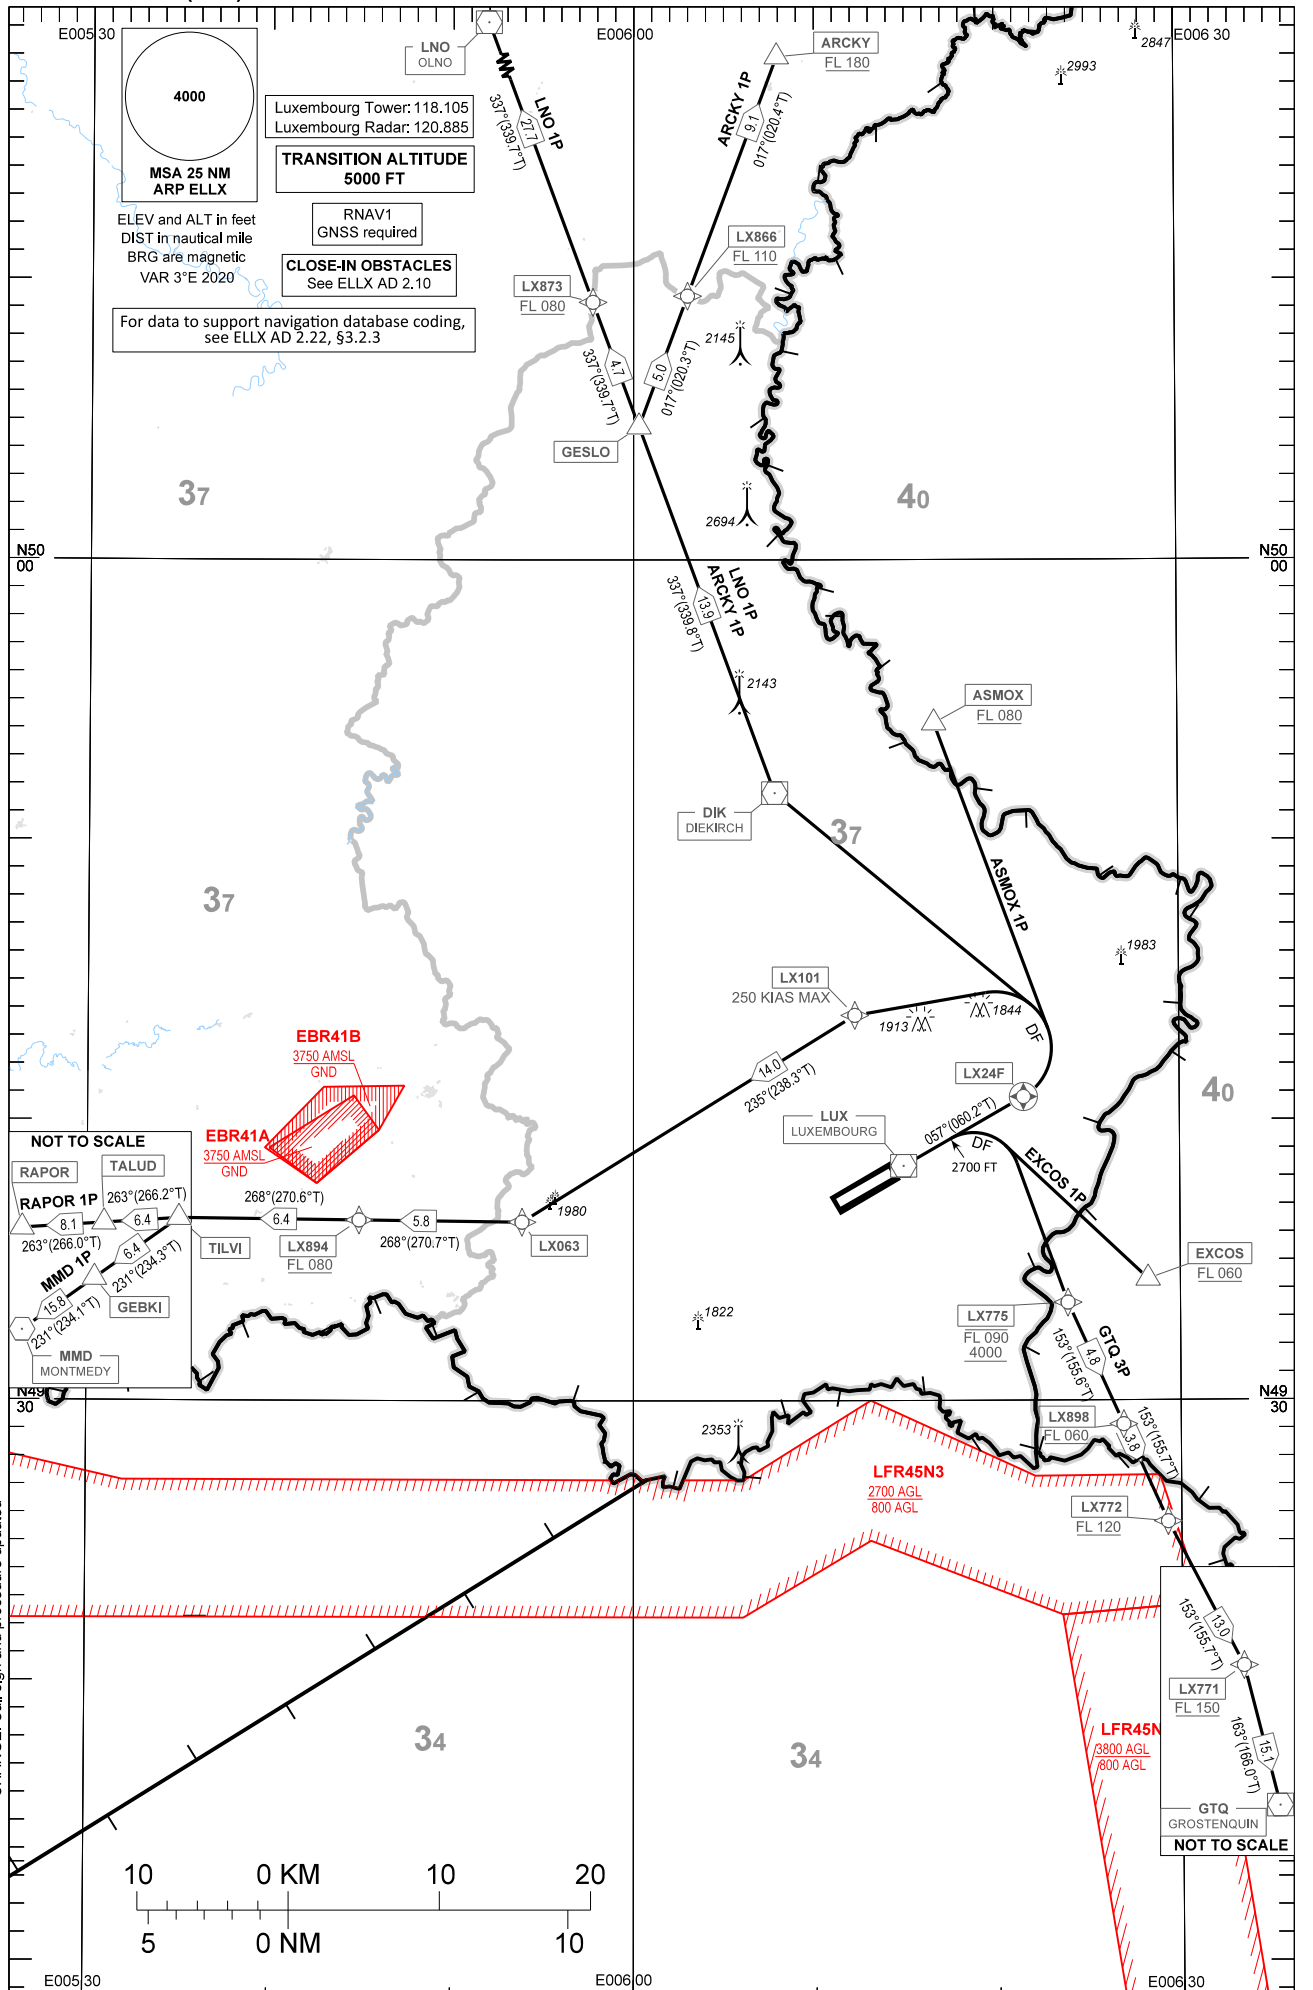 E005 30
E006 00
E006 30
LNO
OLNO
ARCKY
FL 180
2847
2993
4000
MSA 25 NM
ARP ELLX
Luxembourg Tower: 118.105
Luxembourg Radar: 120.885
TRANSITION ALTITUDE
5000 FT
RNAV1
GNSS required
CLOSE-IN OBSTACLES
See ELLX AD 2.10
ELEV and ALT in feet
DIST in nautical mile
BRG are magnetic
VAR 3°E 2020
For data to support navigation database coding,
see ELLX AD 2.22, §3.2.3
LNO 1P
27.7
337°(339.7°T)
ARCKY 1P
9.1
017°(020.4°T)
LX866
FL 110
LX873
FL 080
4.7
337°(339.7°T)
5.0
017°(020.3°T)
2145
GESLO
37
40
2694
N50
00
N50
00
LNO 1P
ARCKY 1P
13.9
337°(339.8°T)
2143
ASMOX
FL 080
DIK
DIEKIRCH
37
37
ASMOX 1P
1983
LX101
250 KIAS MAX
1913
1844
DF
EBR41B
3750 AMSL
GND
14.0
235°(238.3°T)
LX24F
40
EBR41A
3750 AMSL
GND
LUX
LUXEMBOURG
057°(060.2°T)
DF
2700 FT
EXCOS 1P
NOT TO SCALE
RAPOR
TALUD
RAPOR 1P
263°(266.2°T)
268°(270.6°T)
8.1
6.4
6.4
5.8
1980
263°(266.0°T)
268°(270.7°T)
TILVI
LX894
FL 080
LX063
MMD 1P
6.4
231°(234.3°T)
GEBKI
15.8
231°(234.1°T)
MMD
MONTMEDY
EXCOS
FL 060
1822
LX775
FL 090
4000
GTQ 3P
4.8
153°(155.6°T)
N49
30
N49
30
LX898
FL 060
3.8
153°(155.7°T)
2353
LFR45N3
2700 AGL
800 AGL
LX772
FL 120
13.0
153°(155.7°T)
LX771
FL 150
34
34
LFR45N
3800 AGL
800 AGL
15.1
163°(166.0°T)
GTQ
GROSTENQUIN
NOT TO SCALE
10 0 KM 10 20
5 0 NM 10
E005 30
E006 00
E006 30